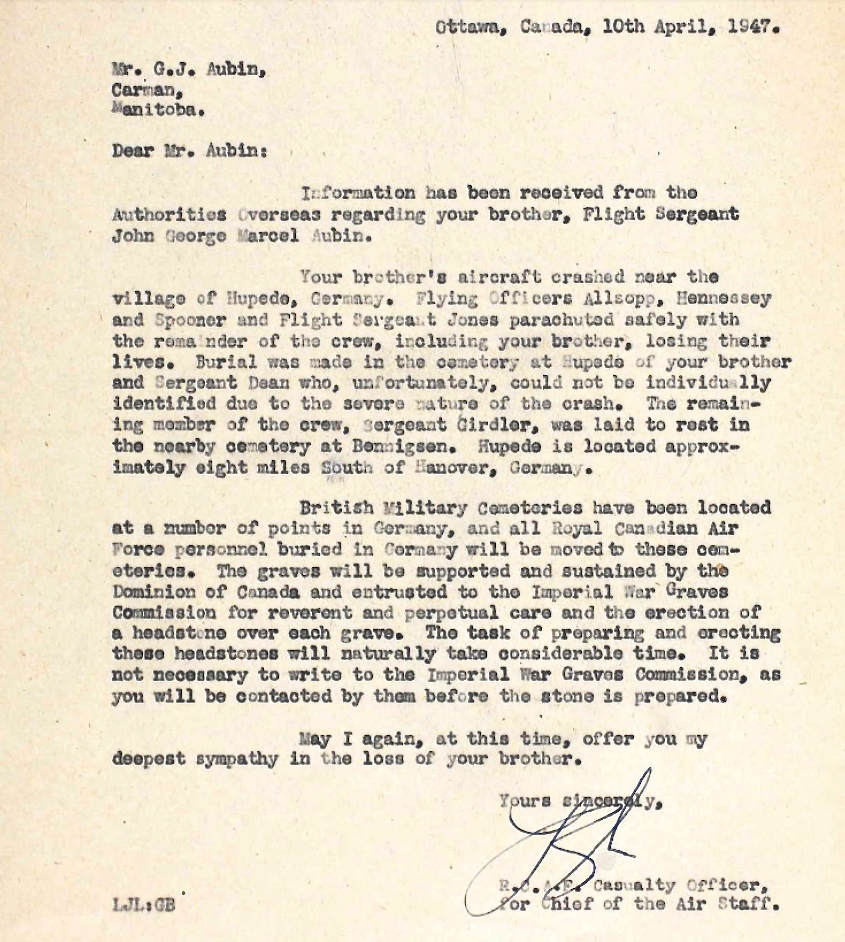 Ottawa, Canada, 10th April, 1947.
Mr. G.J. Aubin,
Carman,
Manitoba.
Dear Mr. Aubin:
Information has been received from the
Authorities Overseas regarding your brother, Flight Sergeant
John George Marcel Aubin.
Your brother's aircraft crashed near the
village of Hupede, Germany. Flying Officers Allsopp, Hennessey
and Spooner and Flight Sergeant Jones parachuted safely with
the remainder of the crew, including your brother, losing their
lives. Burial was made in the cemetery at Hupede of your brother
and Sergeant Dean who, unfortunately, could not be individually
identified due to the severe nature of the crash. The remain-
ing member of the crew, Sergeant Girdler, was laid to rest in
the nearby cemetery at Bennigsen. Hupede is located approx-
imately eight miles South of Hanover, Germany.
British Military Cemeteries have been located
at a number of points in Germany, and all Royal Canadian Air
Force personnel buried in Germany will be moved to these cem-
eteries. The graves will be supported and sustained by the
Dominion of Canada and entrusted to the Imperial War Graves
Commission for reverent and perpetual care and the erection of
a headstone over each grave. The task of preparing and erecting
these headstones will naturally take considerable time. It is
not necessary to write to the Imperial War Graves Commission, as
you will be contacted by them before the stone is prepared.
May I again, at this time, offer you my
deepest sympathy in the loss of your brother.
Yours sincerely,
R.C.A.F. Casualty Officer,
for Chief of the Air Staff.
LJL:GB